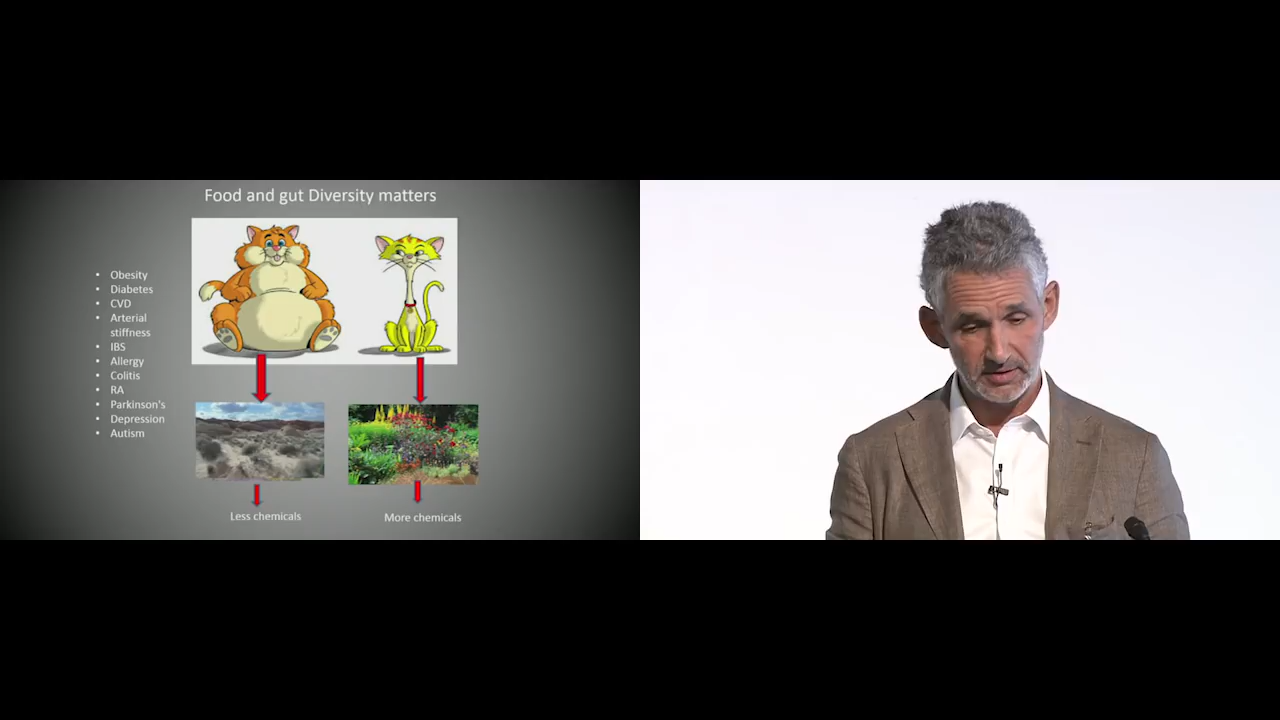 Food and gut Diversity matters
• Obesity
• Diabetes
• CVD
• Arterial
stiffness
• IBS
• Allergy
• Colitis
• RA
• Parkinson's
• Depression
• Autism
Less chemicals
More chemicals